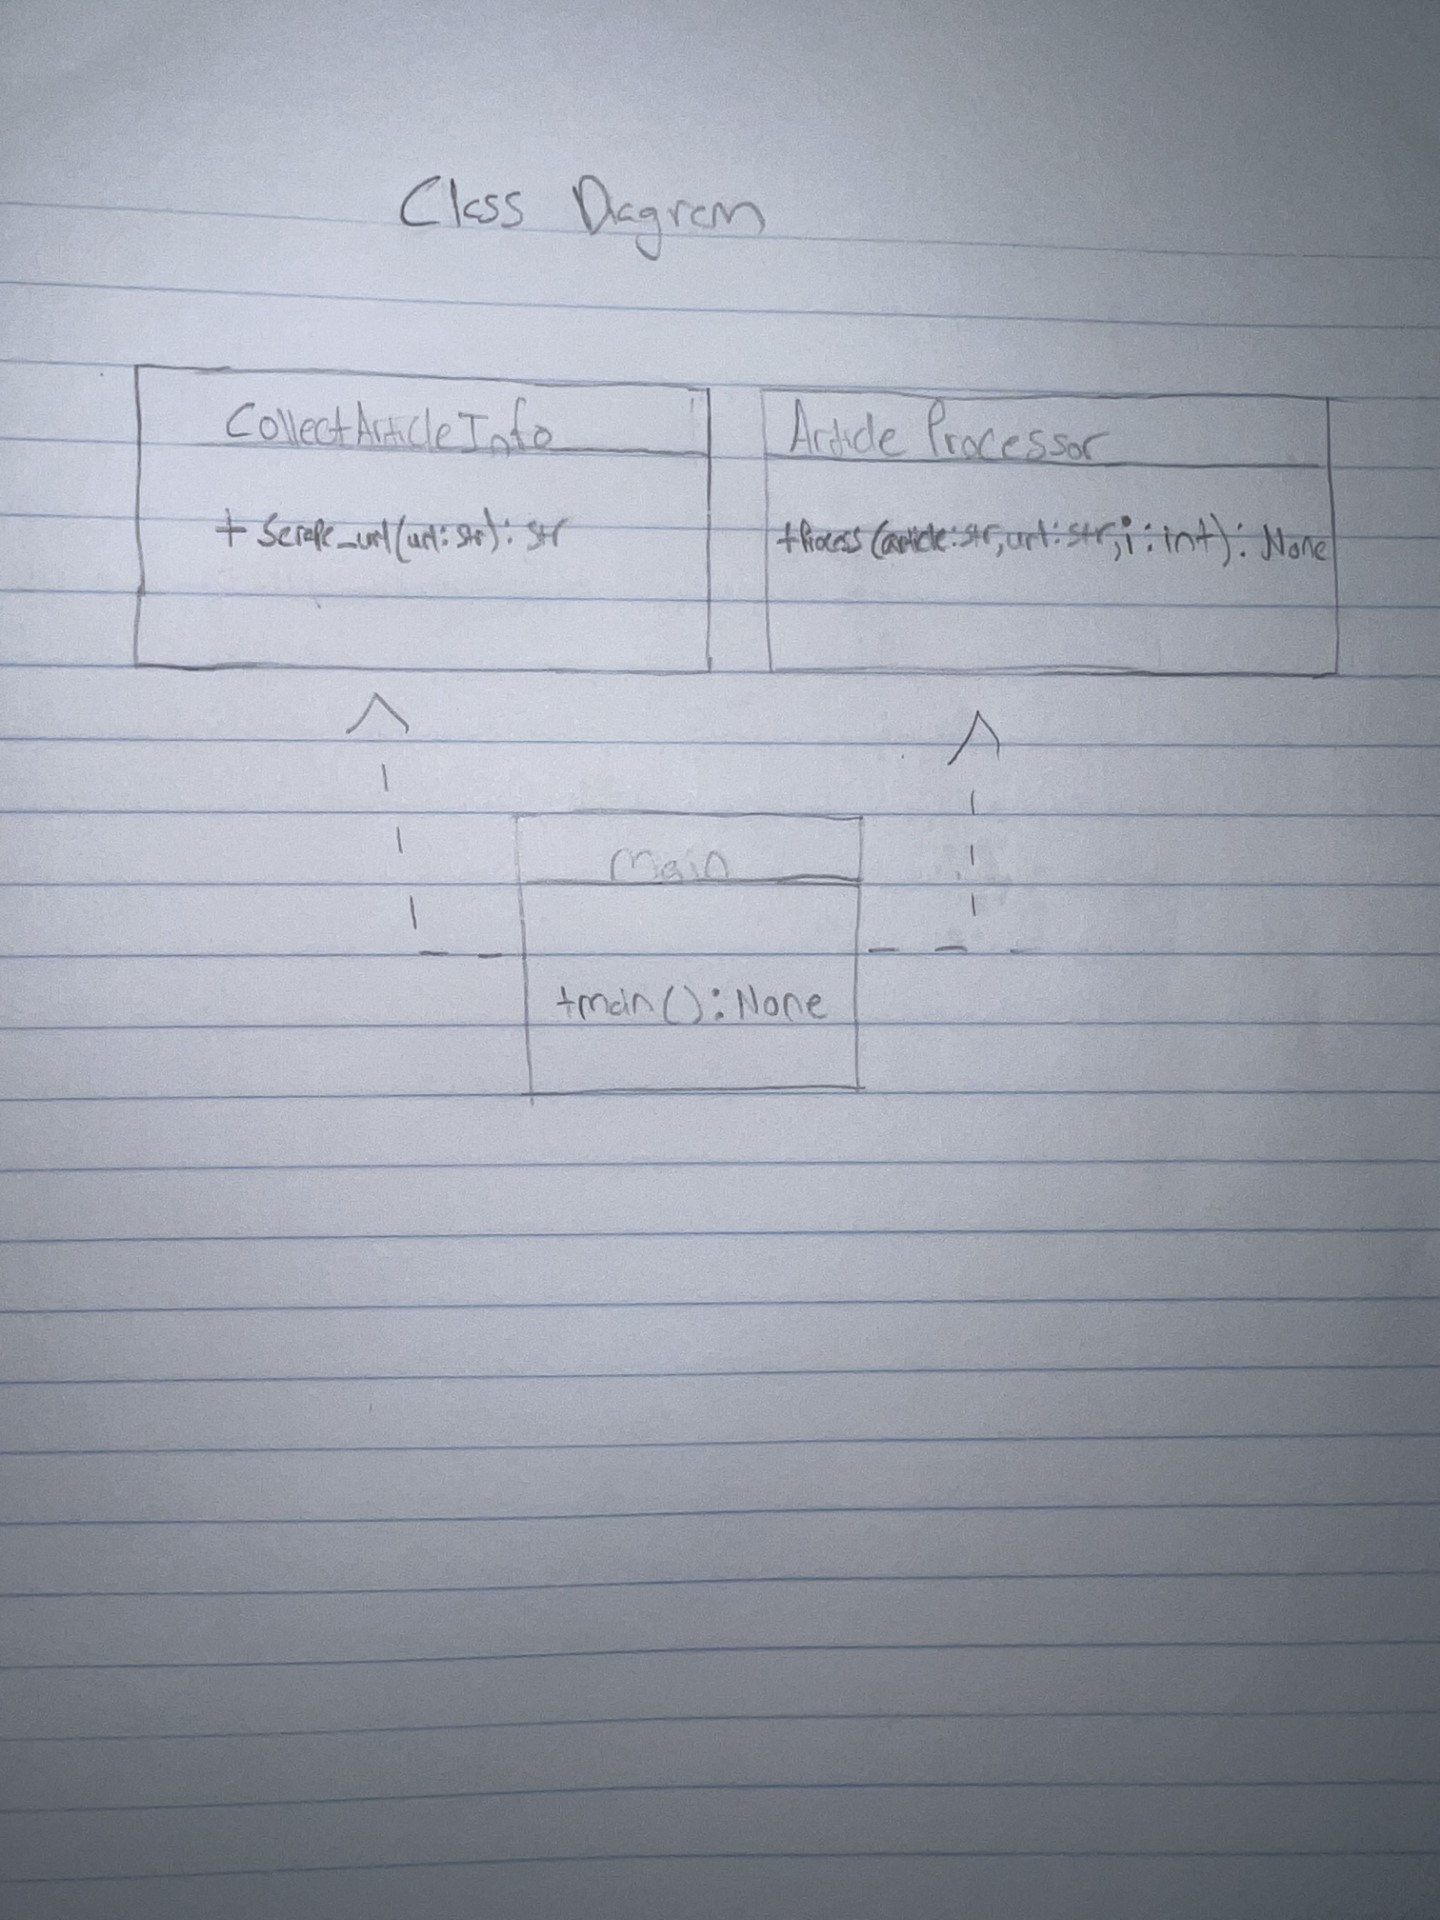 Class Diagram
CollectArticleInfo
+ Scrape_url(url: str): str
Article Processor
+Process(article:str,url:str,i:int): None
Main
+main(): None